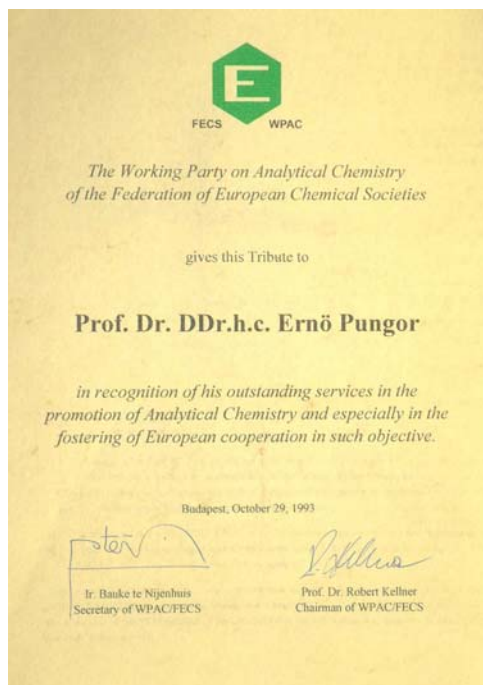 E
FECS WPAC
The Working Party on Analytical Chemistry
of the Federation of European Chemical Societies
gives this Tribute to
Prof. Dr. DDr.h.c. Ernö Pungor
in recognition of his outstanding services in the
promotion of Analytical Chemistry and especially in the
fostering of European cooperation in such objective.
Budapest, October 29, 1993
Ir. Bauke te Nijenhuis
Secretary of WPAC/FECS
Prof. Dr. Robert Kellner
Chairman of WPAC/FECS